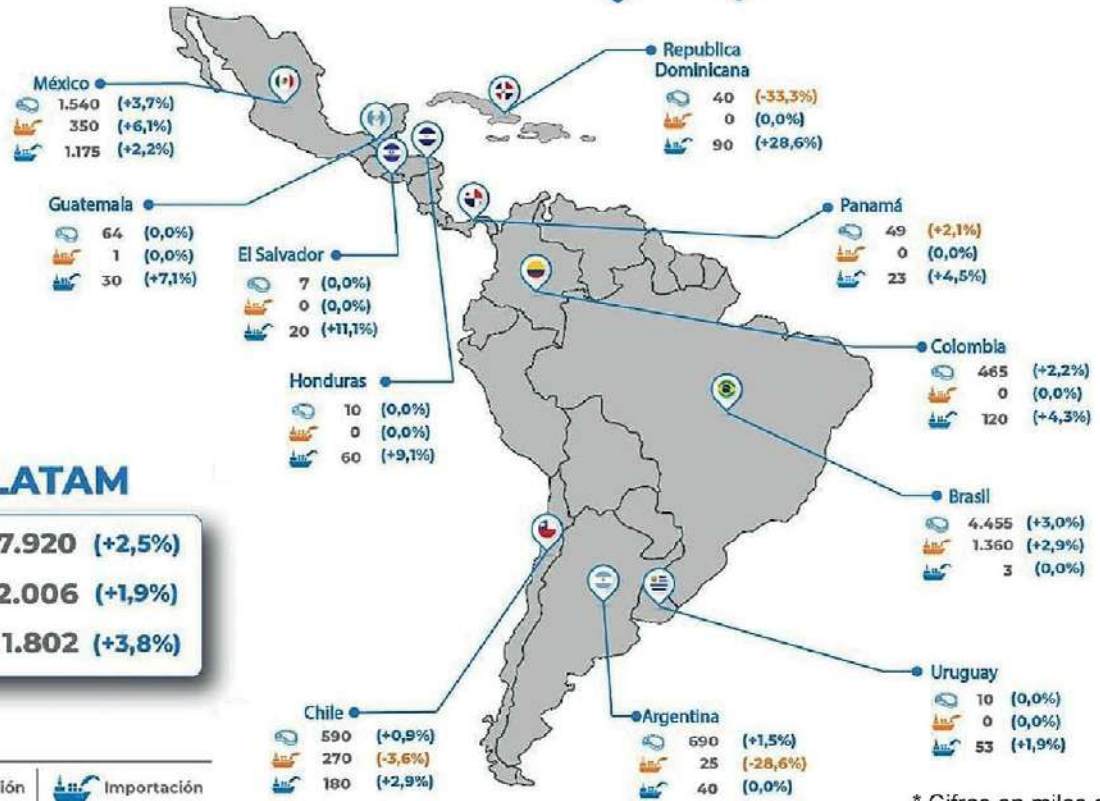 México
1.540 (+3,7%)
350 (+6,1%)
1.175 (+2,2%)
Republica
Dominicana
40 (-33,3%)
0 (0,0%)
90 (+28,6%)
Guatemala
64 (0,0%)
1 (0,0%)
30 (+7,1%)
El Salvador
7 (0,0%)
0 (0,0%)
20 (+11,1%)
Panamá
49 (+2,1%)
0 (0,0%)
23 (+4,5%)
Honduras
10 (0,0%)
0 (0,0%)
60 (+9,1%)
Colombia
465 (+2,2%)
0 (0,0%)
120 (+4,3%)
LATAM
7.920 (+2,5%)
2.006 (+1,9%)
1.802 (+3,8%)
Brasil
4.455 (+3,0%)
1.360 (+2,9%)
3 (0,0%)
Chile
590 (+0,9%)
270 (-3,6%)
180 (+2,9%)
Argentina
690 (+1,5%)
25 (-28,6%)
40 (0,0%)
Uruguay
10 (0,0%)
0 (0,0%)
53 (+1,9%)
ión
Importación
* Cifras en miles